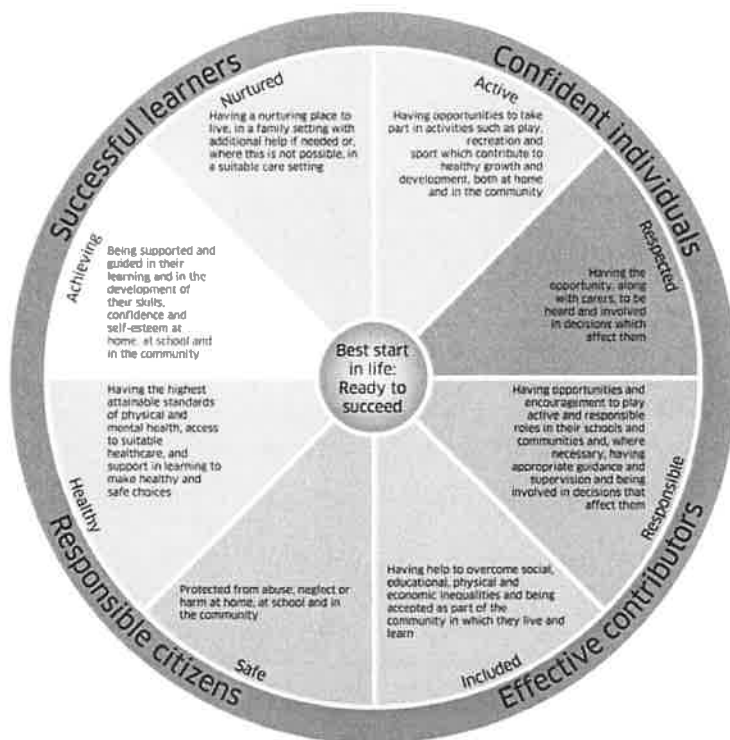 Successful learners
Confident individuals
Nurtured
Having a nurturing place to
live, in a family setting with
additional help if needed or,
where this is not possible, in
a suitable care setting
Active
Having opportunities to take
part in activities such as play,
recreation and
sport which contribute to
healthy growth and
development, both at home
and in the community
Achieving
Being supported and
guided in their
learning and in the
development of
their skills,
confidence and
self-esteem at
home, at school and
in the community
Respected
Having the
opportunity, along
with carers, to be
heard and involved
in decisions which
affect them
Best start
in life:
Ready to
succeed
Healthy
Having the highest
attainable standards
of physical and
mental health, access
to suitable
healthcare, and
support in learning to
make healthy and
safe choices
Responsible
Having opportunities and
encouragement to play
active and responsible
roles in their schools and
communities and, where
necessary, having
appropriate guidance and
supervision and being
involved in decisions that
affect them
Protected from abuse, neglect or
harm at home, at school and in
the community
Safe
Having help to overcome social,
educational, physical and
economic inequalities and being
accepted as part of the
community in which they live and
learn
Included
Responsible citizens
Effective contributors